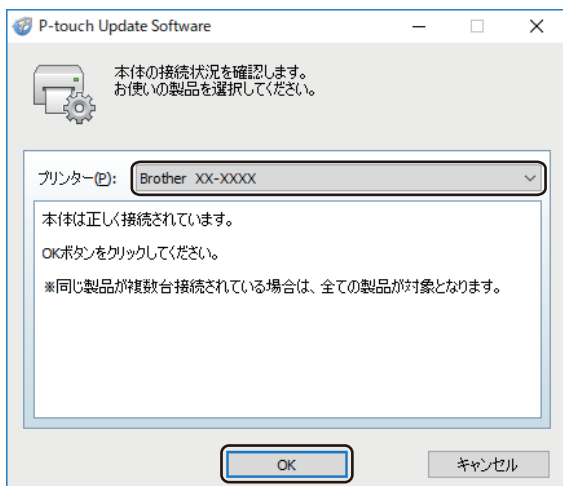 P-touch Update Software
本体の接続状況を確認します。
お使いの製品を選択してください。
プリンター(P): Brother XX-XXXX
本体は正しく接続されています。
OKボタンをクリックしてください。
※同じ製品が複数台接続されている場合は、全ての製品が対象となります。
OK キャンセル